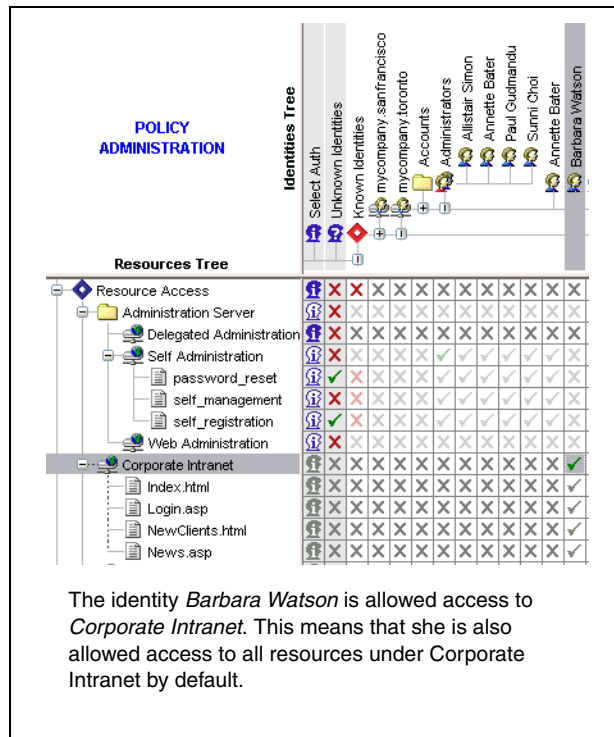 POLICY
ADMINISTRATION
Identities Tree
Select Auth
Unknown Identities
Known Identities
mycompany.sanfrancisco
mycompany.toronto
Accounts
Administrators
Allistair Simon
Annette Bater
Paul Gudmandu
Sunni Choi
Annette Bater
Barbara Watson
Resources Tree
Resource Access
Administration Server
Delegated Administration
Self Administration
password_reset
self_management
self_registration
Web Administration
Corporate Intranet
Index.html
Login.asp
NewClients.html
News.asp
The identity Barbara Watson is allowed access to
Corporate Intranet. This means that she is also
allowed access to all resources under Corporate
Intranet by default.